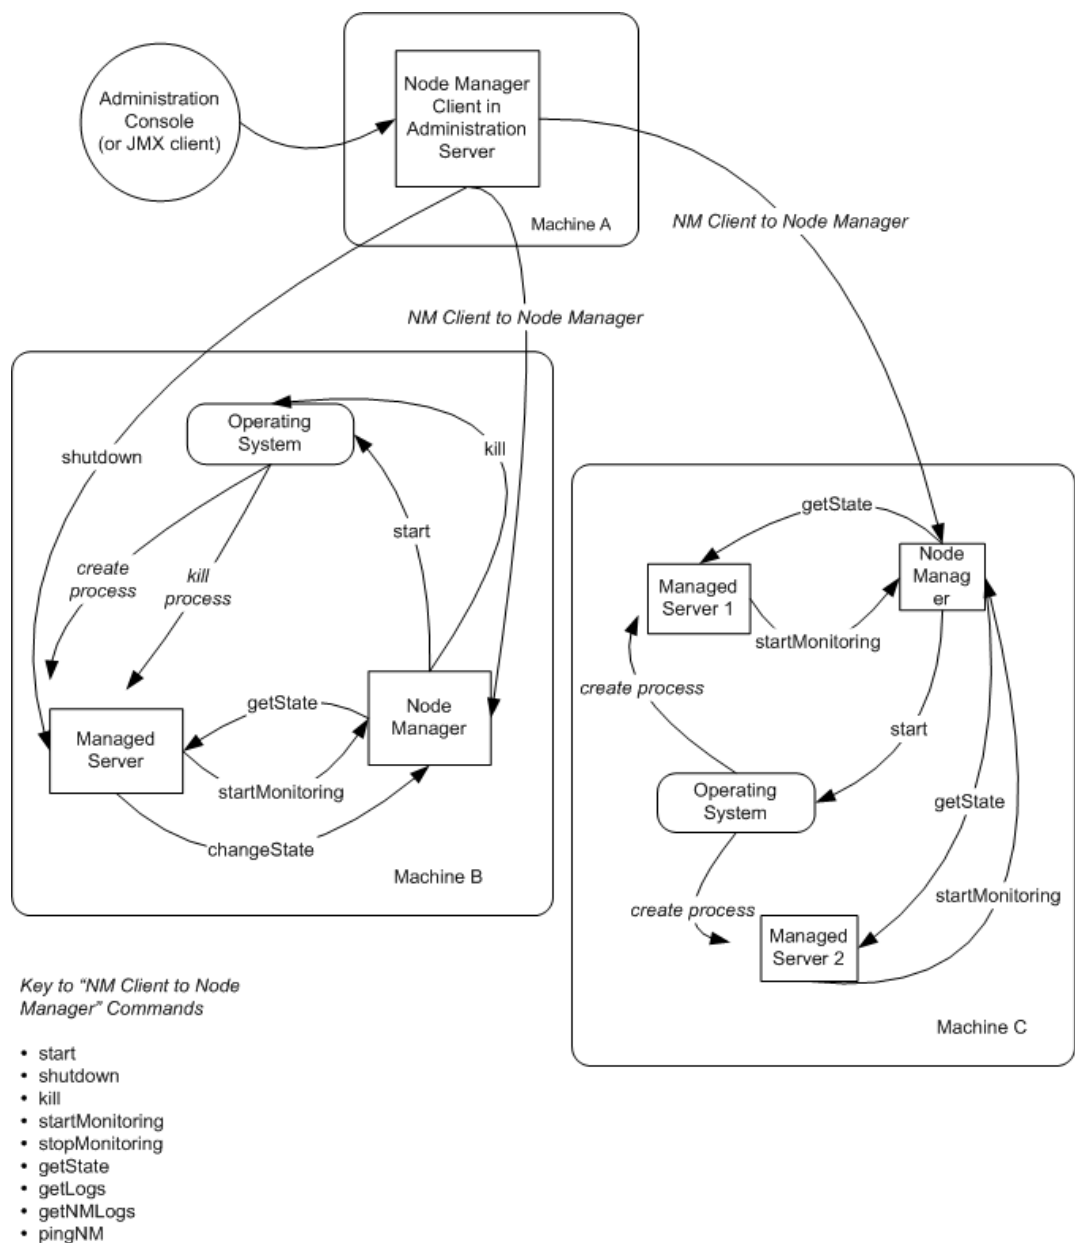 Administration
Console
(or JMX client)
Node Manager
Client in
Administration
Server
Machine A
NM Client to Node Manager
NM Client to Node Manager
Operating
System
shutdown
kill
start
create
process
kill
process
getState
Node
Manager
Managed
Server
startMonitoring
changeState
Machine B
getState
Node
Manag
er
Managed
Server 1
startMonitoring
create process
start
Operating
System
getState
startMonitoring
create process
Managed
Server 2
Machine C
Key to “NM Client to Node
Manager” Commands
• start
• shutdown
• kill
• startMonitoring
• stopMonitoring
• getState
• getLogs
• getNMLogs
• pingNM